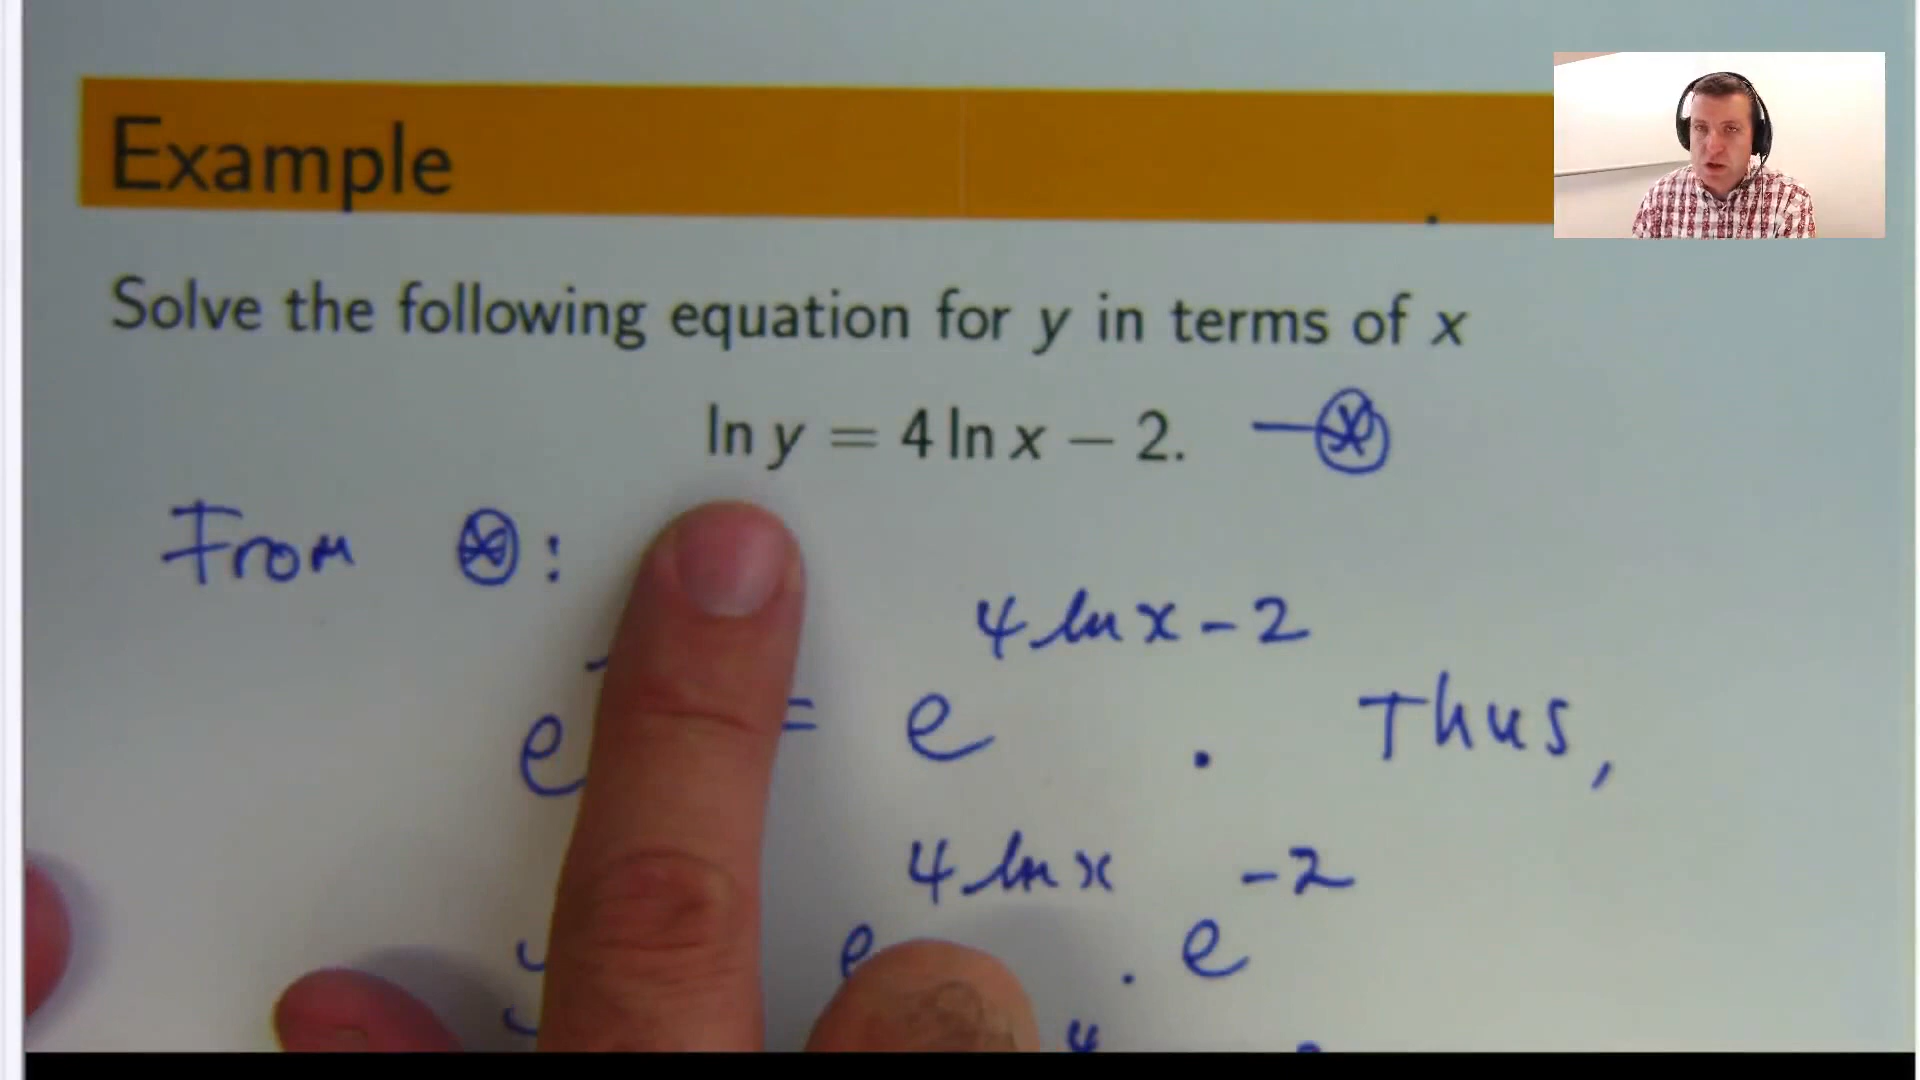 Example
Solve the following equation for y in terms of x
ln y = 4 ln x − 2. —⊛
From ⊛:
e = e^{4 ln x - 2}. Thus,
e^{4 ln x} . e^{-2}
4